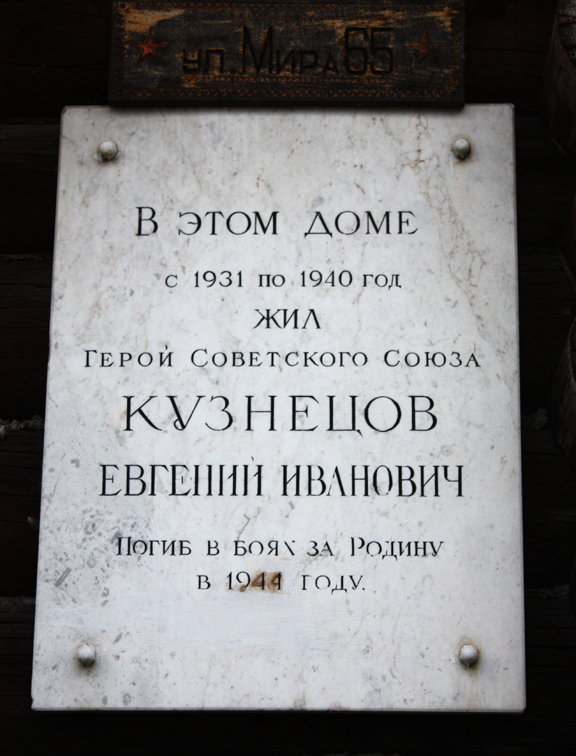 ул. Мира 65
В ЭТОМ ДОМЕ
с 1931 по 1940 год
ЖИЛ
Герой Советского Союза
КУЗНЕЦОВ
ЕВГЕНИЙ ИВАНОВИЧ
Погиб в боях за Родину
в 1944 году.